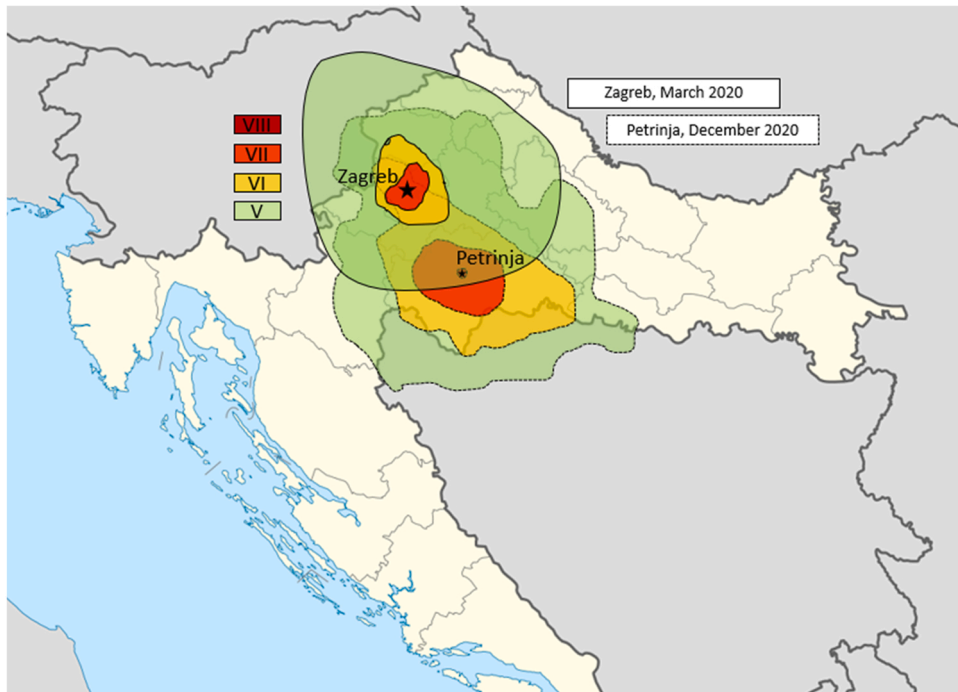 Zagreb, March 2020
Petrinja, December 2020
VIII
VII
VI
V
Zagreb
Petrinja